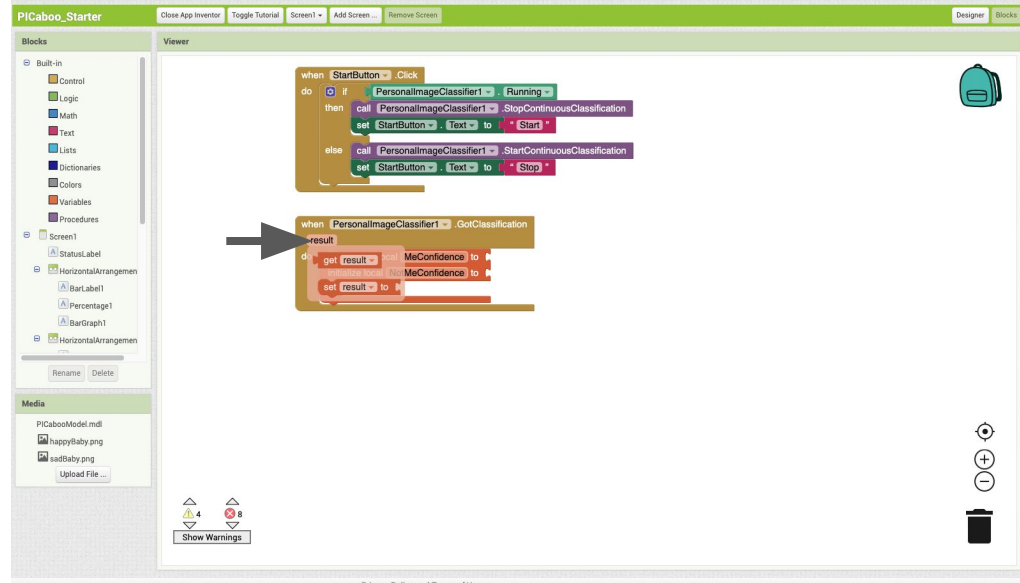 PICaboo_Starter Close App Inventor Toggle Tutorial Screen1 Add Screen ... Remove Screen Designer Blocks
Blocks
Viewer
Built-in
Control
Logic
Math
Text
Lists
Dictionaries
Colors
Variables
Procedures
Screen1
StatusLabel
HorizontalArrangemen
BarLabel1
Percentage1
BarGraph1
HorizontalArrangemen
Rename Delete
Media
PICabooModel.mdl
happyBaby.png
sadBaby.png
Upload File ...
when StartButton .Click
do if PersonalImageClassifier1 . Running
then call PersonalImageClassifier1 .StopContinuousClassification
set StartButton . Text to " Start "
else call PersonalImageClassifier1 .StartContinuousClassification
set StartButton . Text to " Stop "
when PersonalImageClassifier1 .GotClassification
result
do MeConfidence to
get result
initialize local NotMeConfidence to
set result to
4 8
Show Warnings